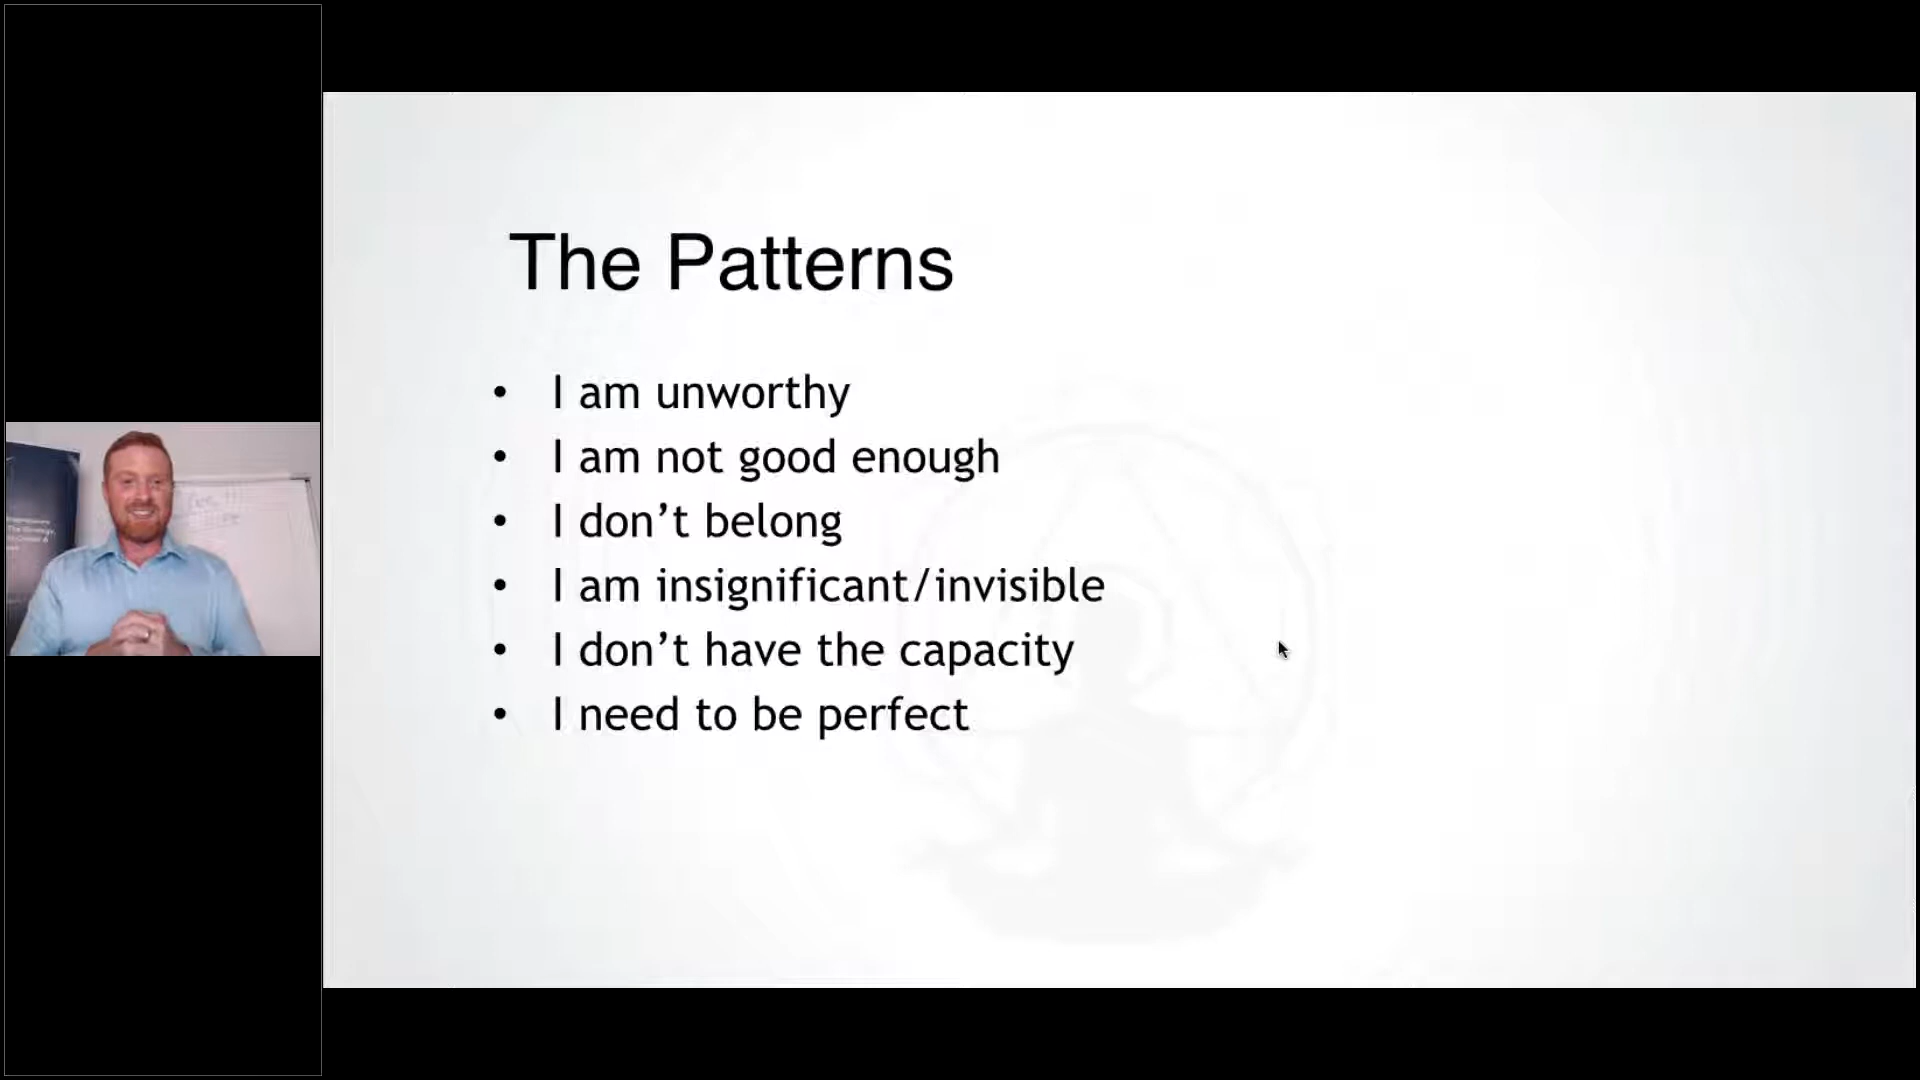 The Patterns
• I am unworthy
• I am not good enough
• I don’t belong
• I am insignificant/invisible
• I don’t have the capacity
• I need to be perfect